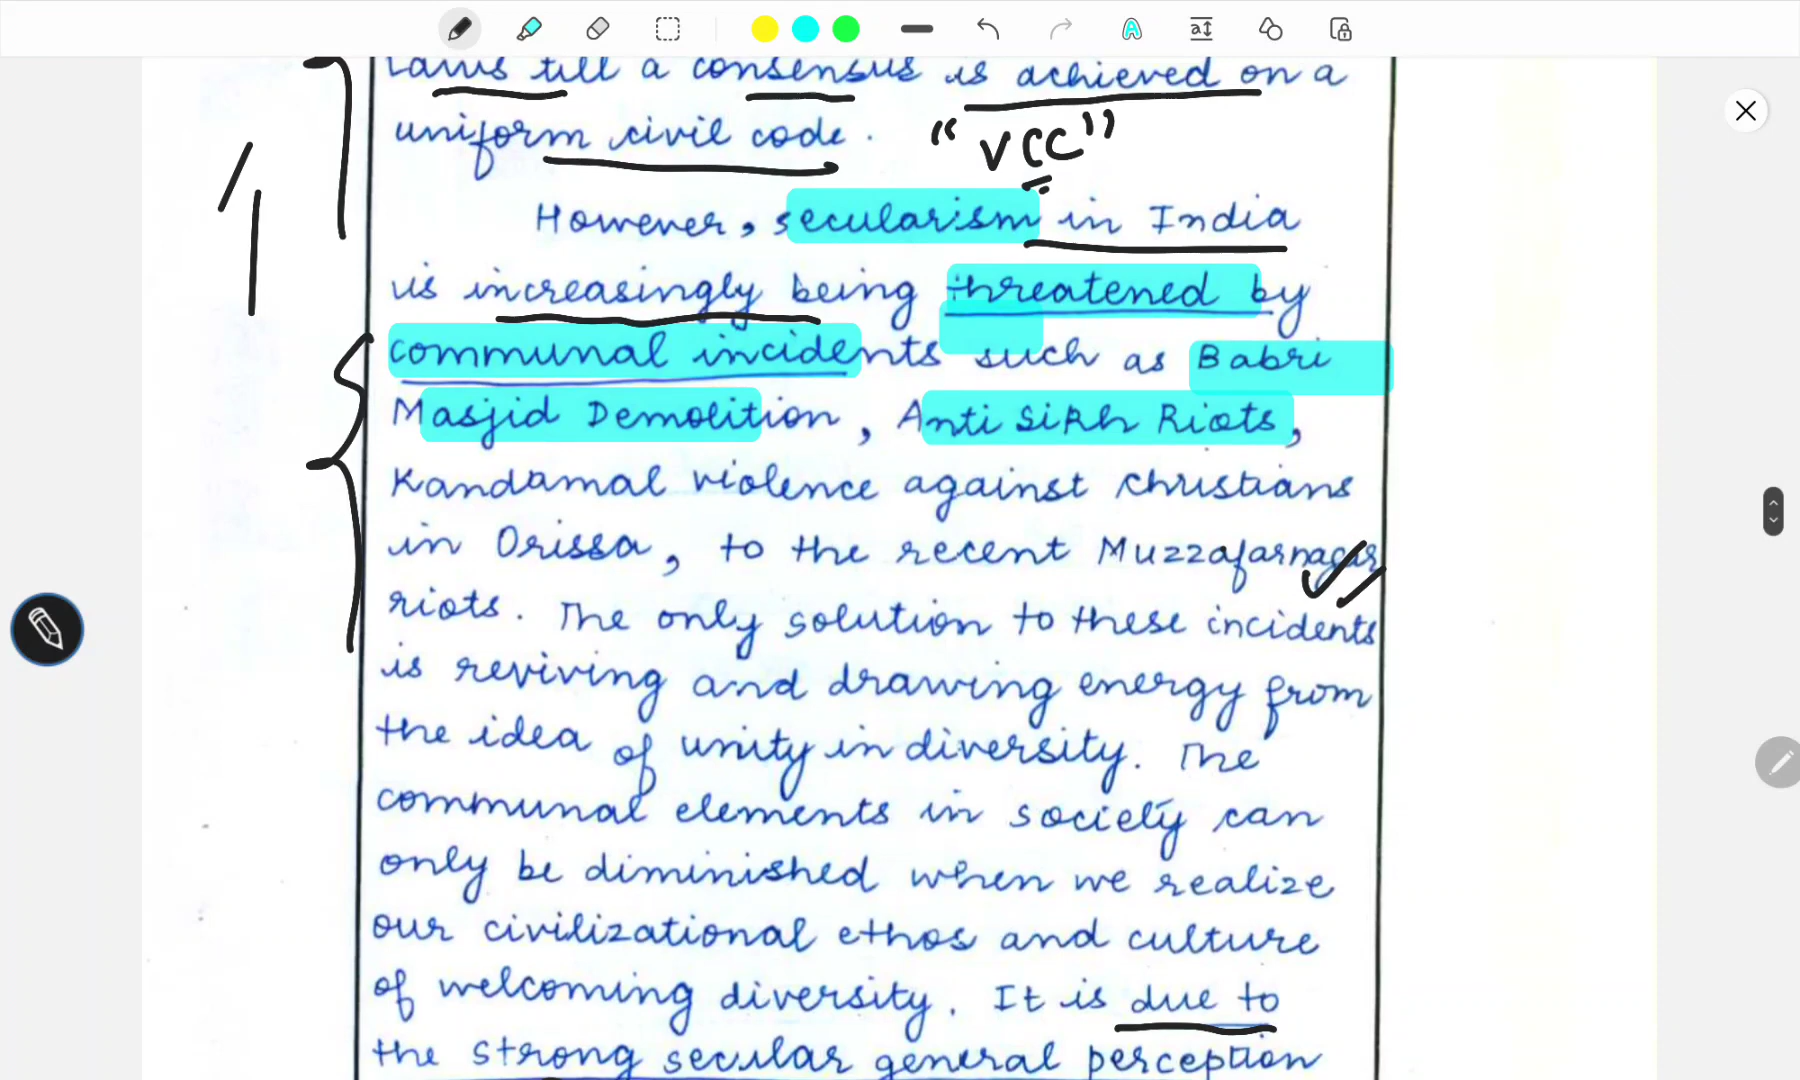 Laws till a consensus is achieved on a
uniform civil code. "UCC"
However, secularism in India
is increasingly being threatened by
communal incidents such as Babri
Masjid Demolition, Anti Sikh Riots,
Kandamal violence against christians
in Orissa, to the recent Muzzafarnagar
riots. The only solution to these incidents
is reviving and drawing energy from
the idea of unity in diversity. The
communal elements in society can
only be diminished when we realize
our civilizational ethos and culture
of welcoming diversity. It is due to
the strong secular general perception